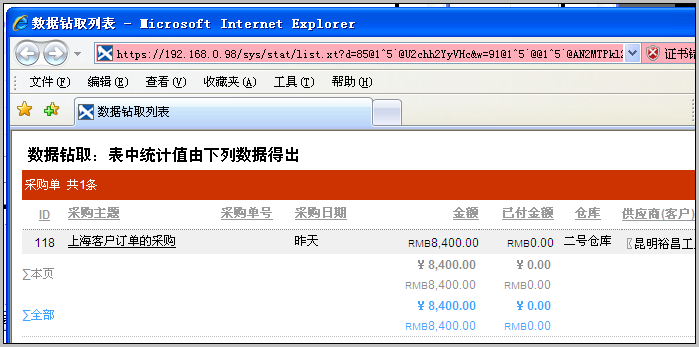 数据钻取列表 - Microsoft Internet Explorer
https://192.168.0.98/sys/stat/list.xt?d=85@1^5`@U2chh2YyVHc&w=91@1^5`@@1^5`@AN2MTPkl2 证书错
文件(F) 编辑(E) 查看(V) 收藏夹(A) 工具(T) 帮助(H)
数据钻取列表
数据钻取：表中统计值由下列数据得出
采购单 共1条
ID 采购主题 采购单号 采购日期 金额 已付金额 仓库 供应商(客户)
118 上海客户订单的采购 昨天 RMB8,400.00 RMB0.00 二号仓库 〖昆明裕昌工
∑本页 ¥ 8,400.00 ¥ 0.00
RMB8,400.00 RMB0.00
∑全部 ¥ 8,400.00 ¥ 0.00
RMB8,400.00 RMB0.00